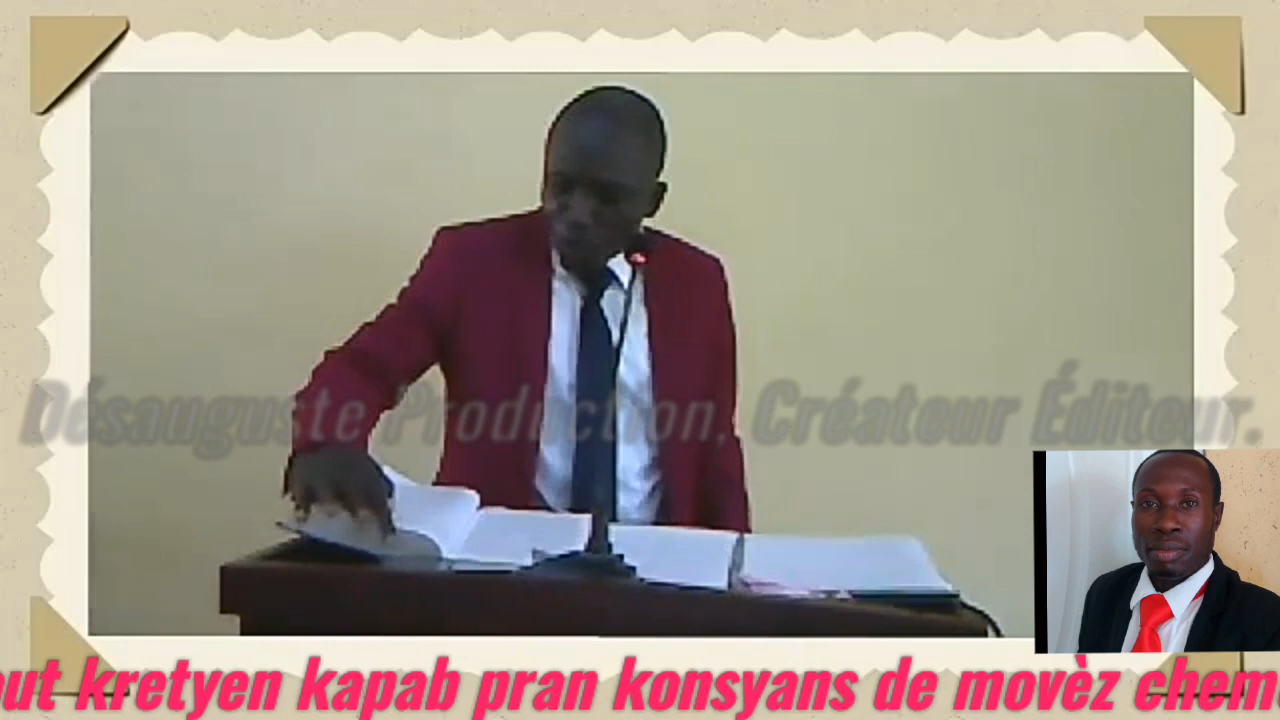 Désauguste Production, Créateur Éditeur.
kretyen kapab pran konsyans de movèz